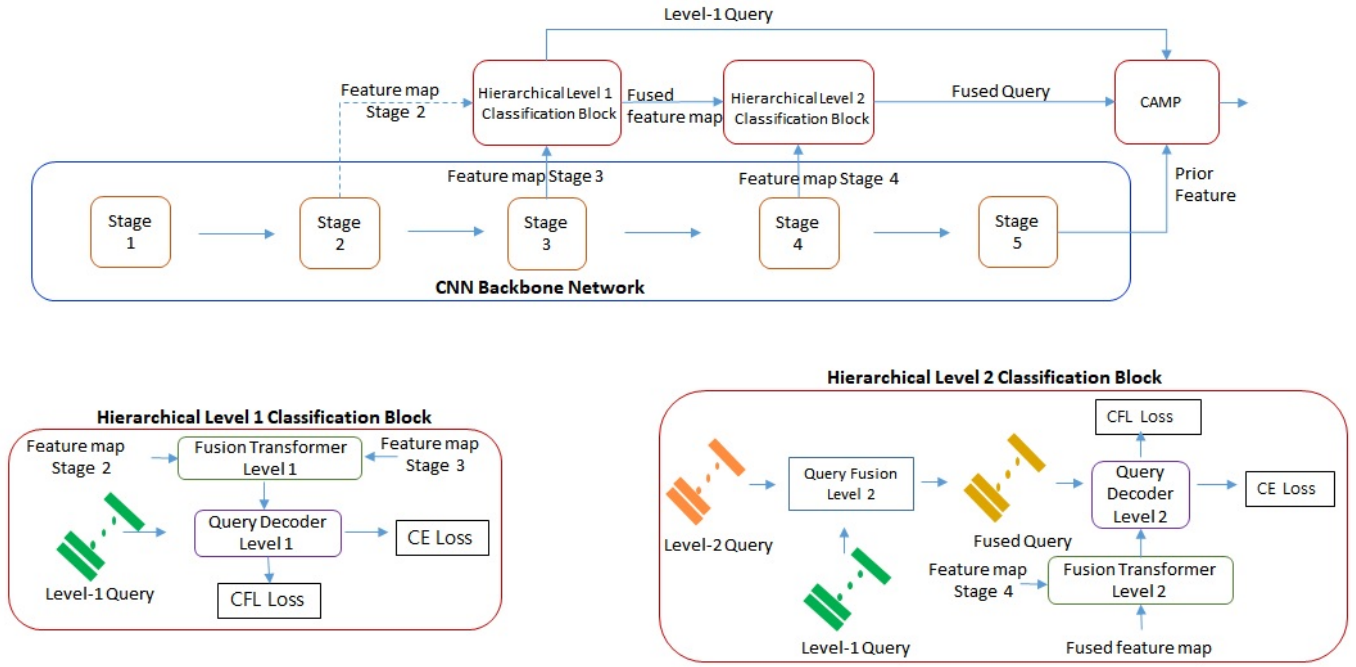 Level-1 Query
Feature map
Stage 2
Hierarchical Level 1
Classification Block
Fused
feature map
Hierarchical Level 2
Classification Block
Fused Query
CAMP
Feature map Stage 3
Feature map Stage 4
Prior
Feature
Stage
1
Stage
2
Stage
3
Stage
4
Stage
5
CNN Backbone Network
Hierarchical Level 1 Classification Block
Feature map
Stage 2
Fusion Transformer
Level 1
Feature map
Stage 3
Query Decoder
Level 1
CE Loss
Level-1 Query
CFL Loss
Hierarchical Level 2 Classification Block
CFL Loss
Query Fusion
Level 2
Query
Decoder
Level 2
CE Loss
Level-2 Query
Fused Query
Feature map
Stage 4
Fusion Transformer
Level 2
Level-1 Query
Fused feature map